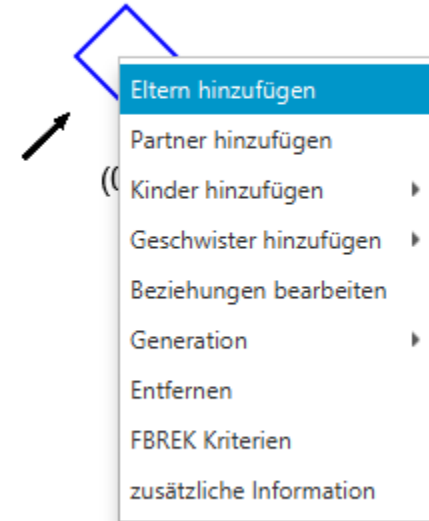 Eltern hinzufügen
Partner hinzufügen
Kinder hinzufügen
Geschwister hinzufügen
Beziehungen bearbeiten
Generation
Entfernen
FBREK Kriterien
zusätzliche Information